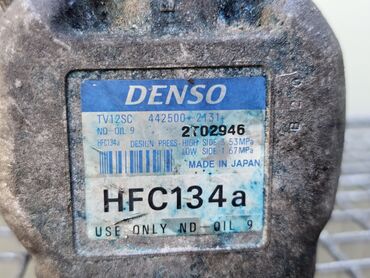 DENSO
TV12SC 442500-2131
ND-OIL 9 2T02946
HFC134a DESIGN PRESS-HIGH SIDE 3.53MPa
LOW SIDE 1.67MPa
MADE IN JAPAN
HFC134a
USE ONLY ND-OIL 9